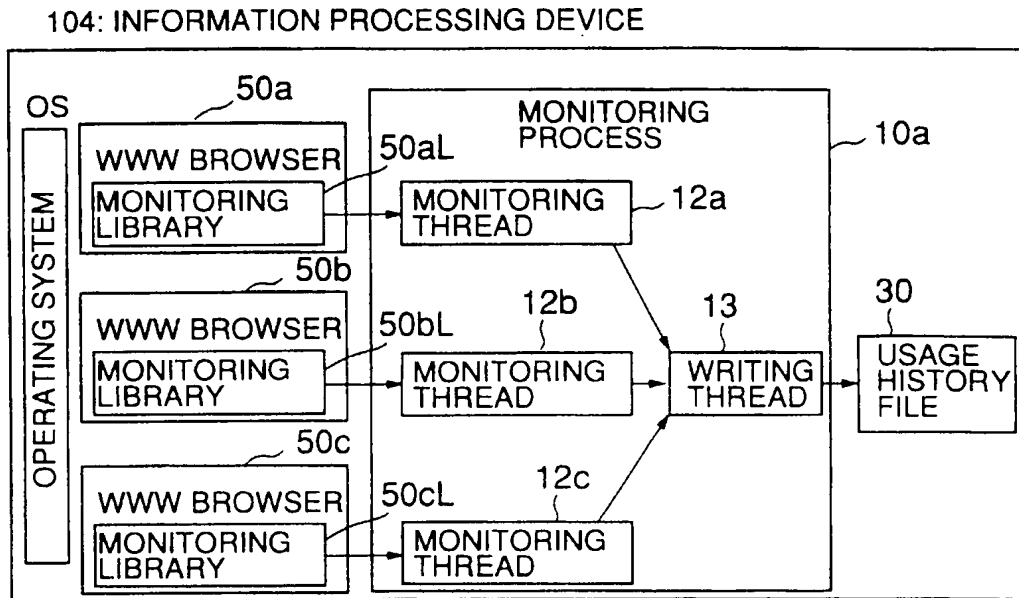 104: INFORMATION PROCESSING DEVICE
OS
OPERATING SYSTEM
50a
WWW BROWSER
50aL
MONITORING
LIBRARY
50b
WWW BROWSER
50bL
MONITORING
LIBRARY
50c
WWW BROWSER
50cL
MONITORING
LIBRARY
MONITORING
PROCESS
10a
MONITORING
THREAD
12a
12b
MONITORING
THREAD
12c
MONITORING
THREAD
13
WRITING
THREAD
30
USAGE
HISTORY
FILE